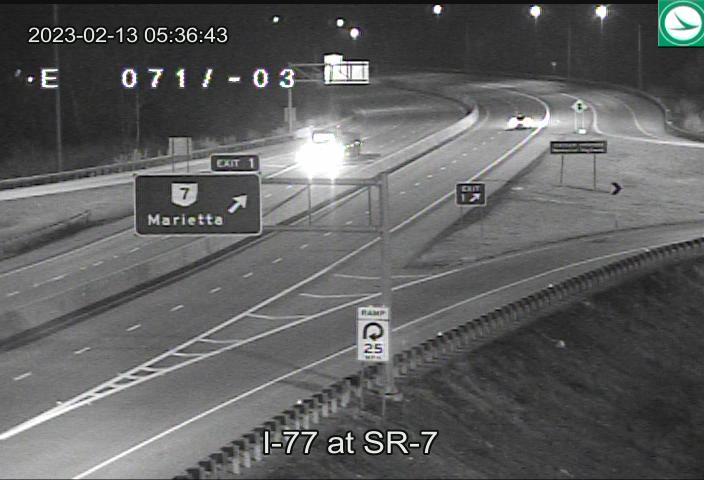 2023-02-13 05:36:43
E 071/-03
EXIT 1
7
Marietta
EXIT
1
RAMP
25
MPH
I-77 at SR-7